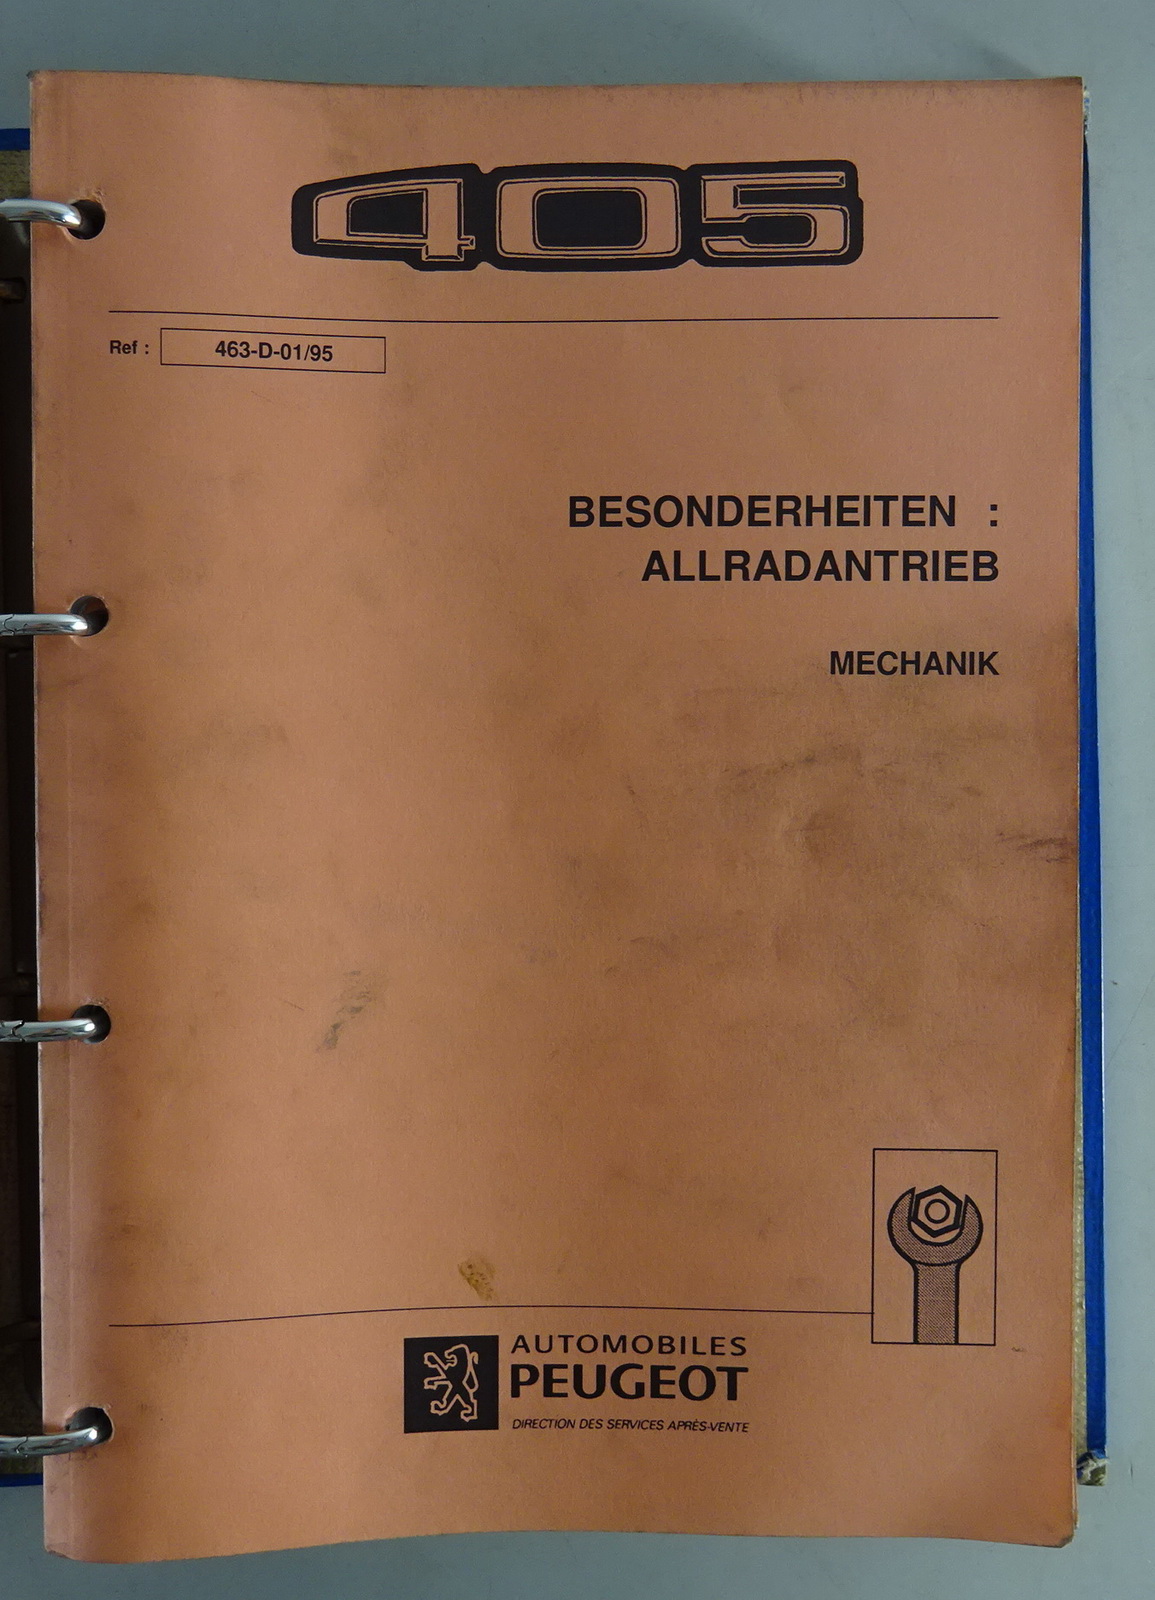 405
Ref : 463-D-01/95
BESONDERHEITEN :
ALLRADANTRIEB
MECHANIK
AUTOMOBILES
PEUGEOT
DIRECTION DES SERVICES APRÈS-VENTE